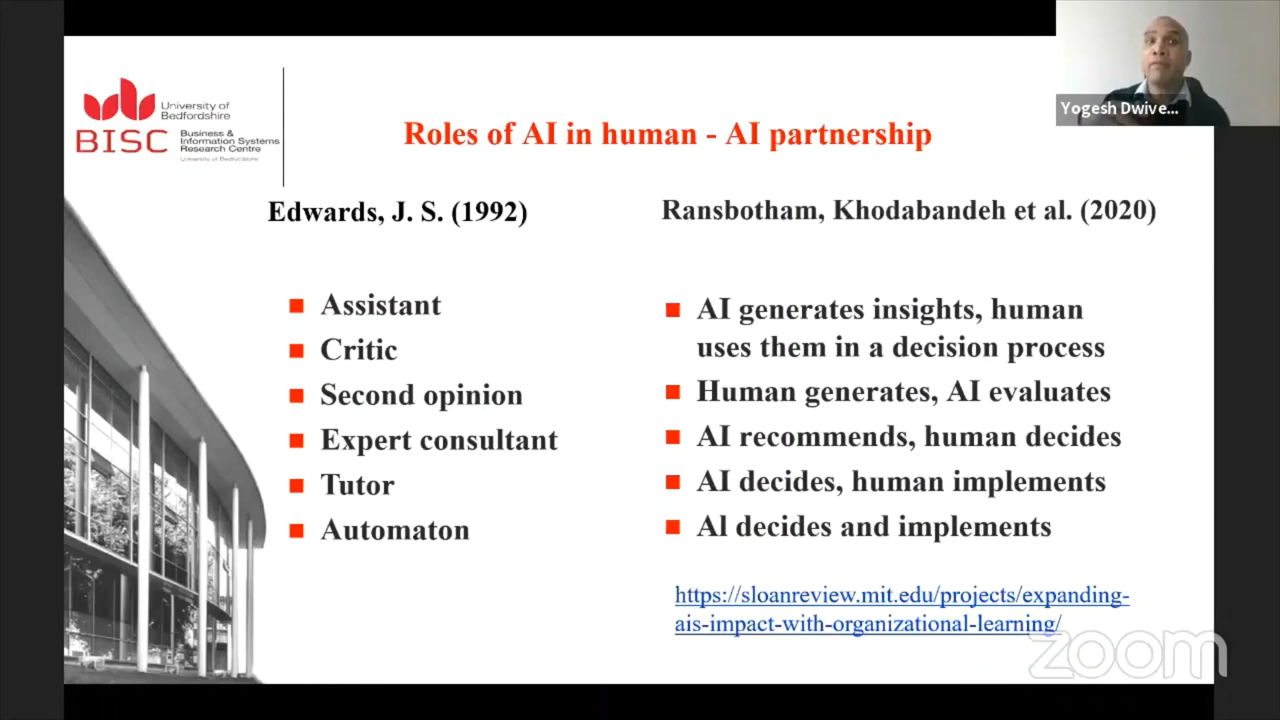 Yogesh Dwive...
University of
Bedfordshire
BISC
Business &
Information Systems
Research Centre
University of Bedfordshire
Roles of AI in human - AI partnership
Edwards, J. S. (1992)
Assistant
Critic
Second opinion
Expert consultant
Tutor
Automaton
Ransbotham, Khodabandeh et al. (2020)
AI generates insights, human
uses them in a decision process
Human generates, AI evaluates
AI recommends, human decides
AI decides, human implements
Al decides and implements
https://sloanreview.mit.edu/projects/expanding-
ais-impact-with-organizational-learning/
zoom